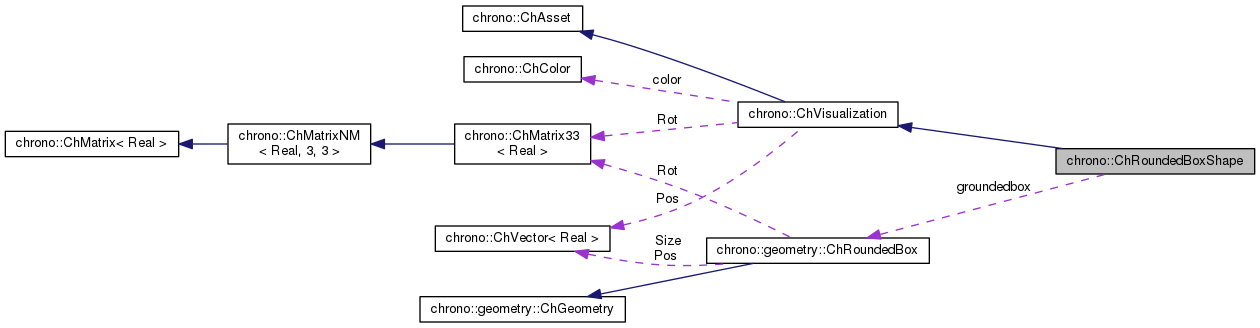 chrono::ChAsset
chrono::ChColor
color
chrono::ChVisualization
Rot
chrono::ChMatrix< Real >
chrono::ChMatrixNM
< Real, 3, 3 >
chrono::ChMatrix33
< Real >
chrono::ChRoundedBoxShape
Rot
groundedbox
Pos
chrono::ChVector< Real >
Size
Pos
chrono::geometry::ChRoundedBox
chrono::geometry::ChGeometry